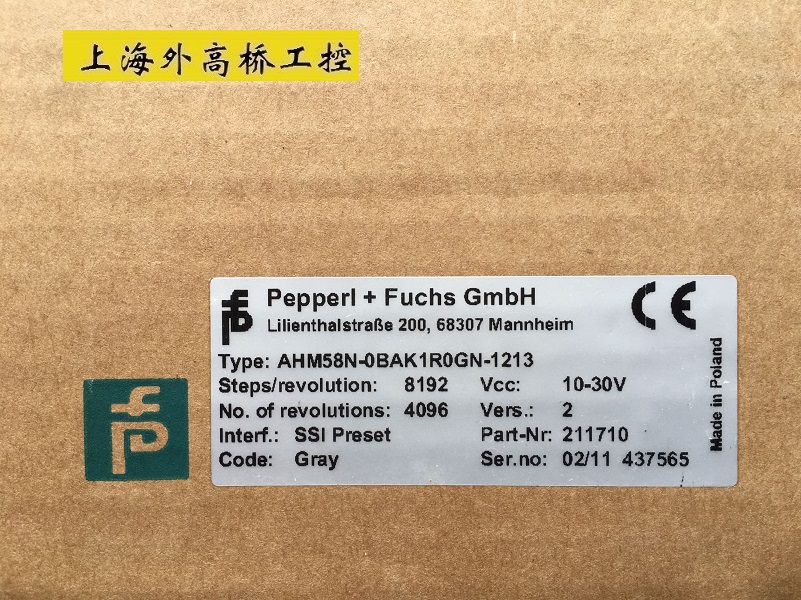 上海外高桥工控
Pepperl + Fuchs GmbH
Lilienthalstraße 200, 68307 Mannheim
CE
Type: AHM58N-0BAK1R0GN-1213
Steps/revolution: 8192 Vcc: 10-30V
No. of revolutions: 4096 Vers.: 2
Interf.: SSI Preset Part-Nr: 211710
Code: Gray Ser.no: 02/11 437565
Made in Poland